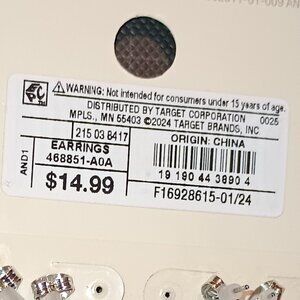 ⚠ WARNING: Not intended for consumers under 15 years of age.
DISTRIBUTED BY TARGET CORPORATION 0025
MPLS., MN 55403 ©2024 TARGET BRANDS, INC
215 03 8417
ORIGIN: CHINA
AND1
EARRINGS
468851-A0A
$14.99
19 190 44 3890 4
F16928615-01/24